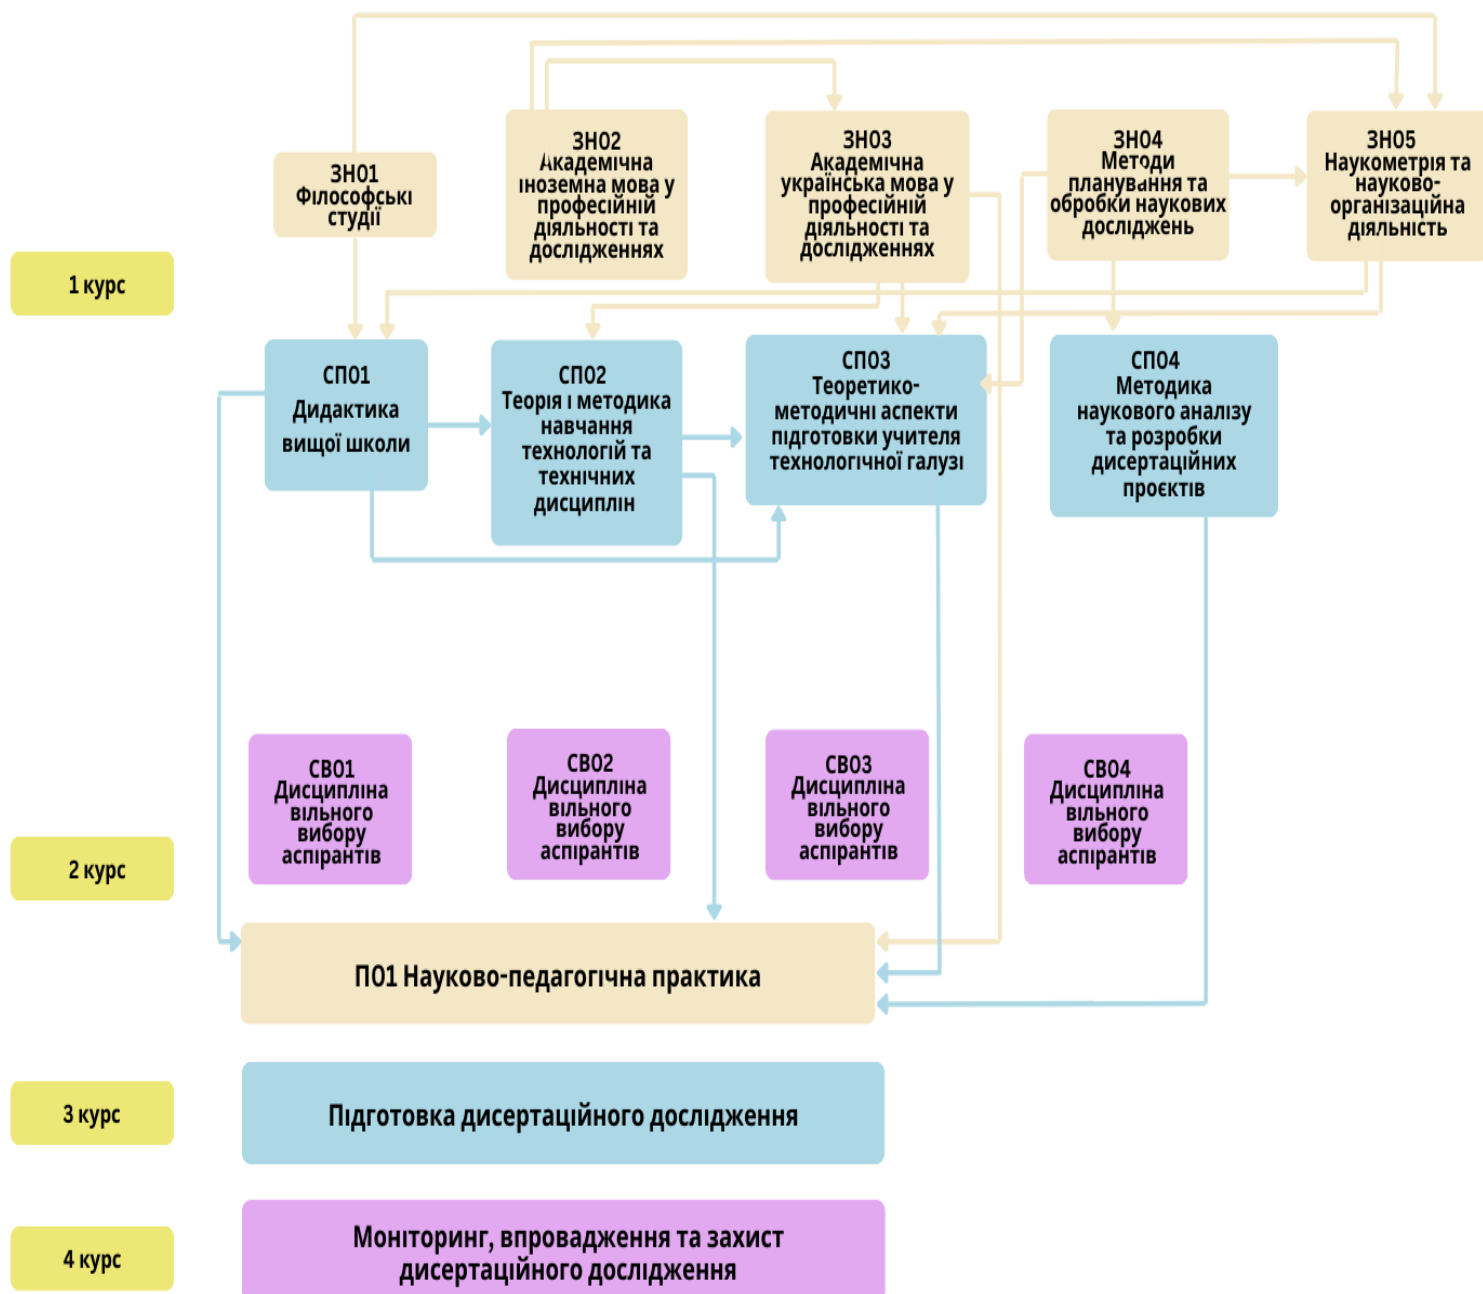 ЗН01
Філософські
студії
ЗН02
Академічна
іноземна мова у
професійній
діяльності та
дослідженнях
ЗН03
Академічна
українська мова у
професійній
діяльності та
дослідженнях
ЗН04
Методи
планування та
обробки наукових
досліджень
ЗН05
Наукометрія та
науково-
організаційна
діяльність
1 курс
СП01
Дидактика
вищої школи
СП02
Теорія і методика
навчання
технологій та
технічних
дисциплін
СП03
Теоретико-
методичні аспекти
підготовки учителя
технологічної галузі
СП04
Методика
наукового аналізу
та розробки
дисертаційних
проєктів
СВ01
Дисципліна
вільного
вибору
аспірантів
СВ02
Дисципліна
вільного
вибору
аспірантів
СВ03
Дисципліна
вільного
вибору
аспірантів
СВ04
Дисципліна
вільного
вибору
аспірантів
2 курс
П01 Науково-педагогічна практика
3 курс
Підготовка дисертаційного дослідження
4 курс
Моніторинг, впровадження та захист
дисертаційного дослідження